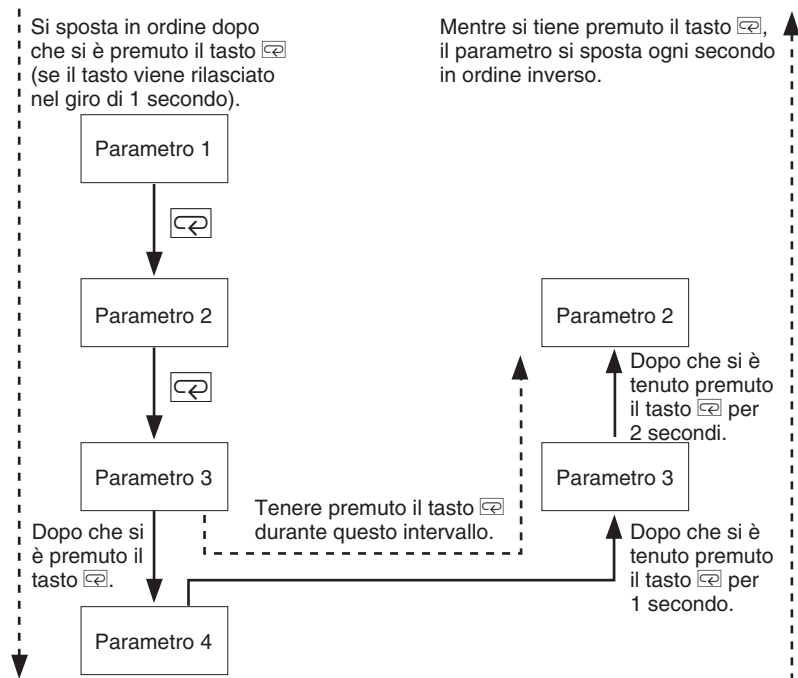 Si sposta in ordine dopo
che si è premuto il tasto
(se il tasto viene rilasciato
nel giro di 1 secondo).
Mentre si tiene premuto il tasto ,
il parametro si sposta ogni secondo
in ordine inverso.
Parametro 1
Parametro 2
Parametro 3
Dopo che si
è premuto il
tasto .
Parametro 4
Tenere premuto il tasto
durante questo intervallo.
Parametro 2
Dopo che si è
tenuto premuto
il tasto per
2 secondi.
Parametro 3
Dopo che si è
tenuto premuto
il tasto per
1 secondo.